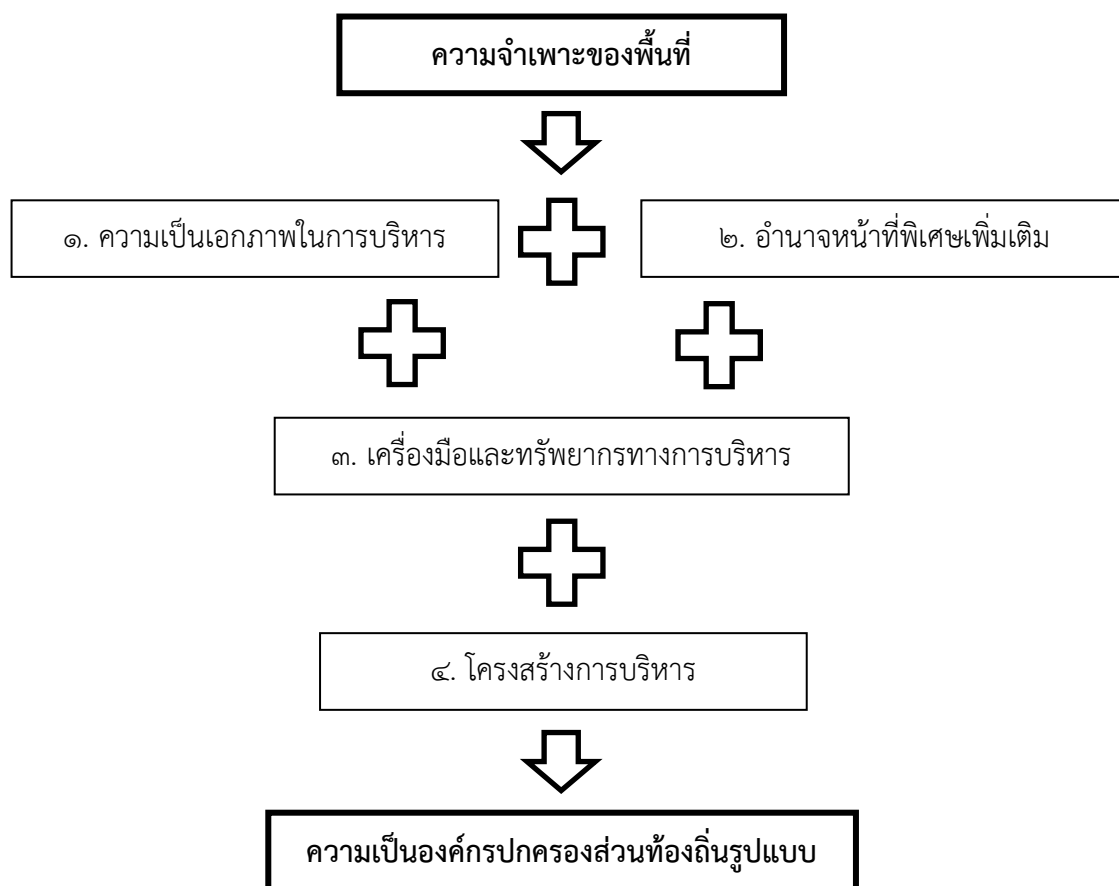 ความจำเพาะของพื้นที่
๑. ความเป็นเอกภาพในการบริหาร
๒. อำนาจหน้าที่พิเศษเพิ่มเติม
๓. เครื่องมือและทรัพยากรทางการบริหาร
๔. โครงสร้างการบริหาร
ความเป็นองค์กรปกครองส่วนท้องถิ่นรูปแบบ